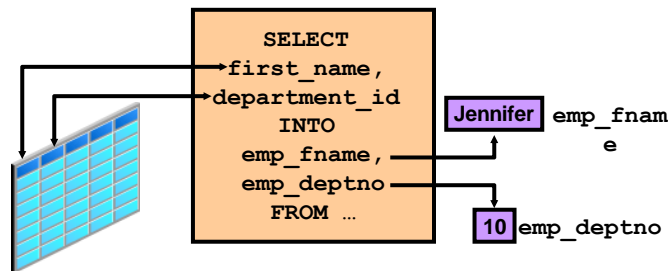 SELECT
first_name,
department_id
INTO
emp_fname,
emp_deptno
FROM …
Jennifer
emp_fnam
e
10
emp_deptno